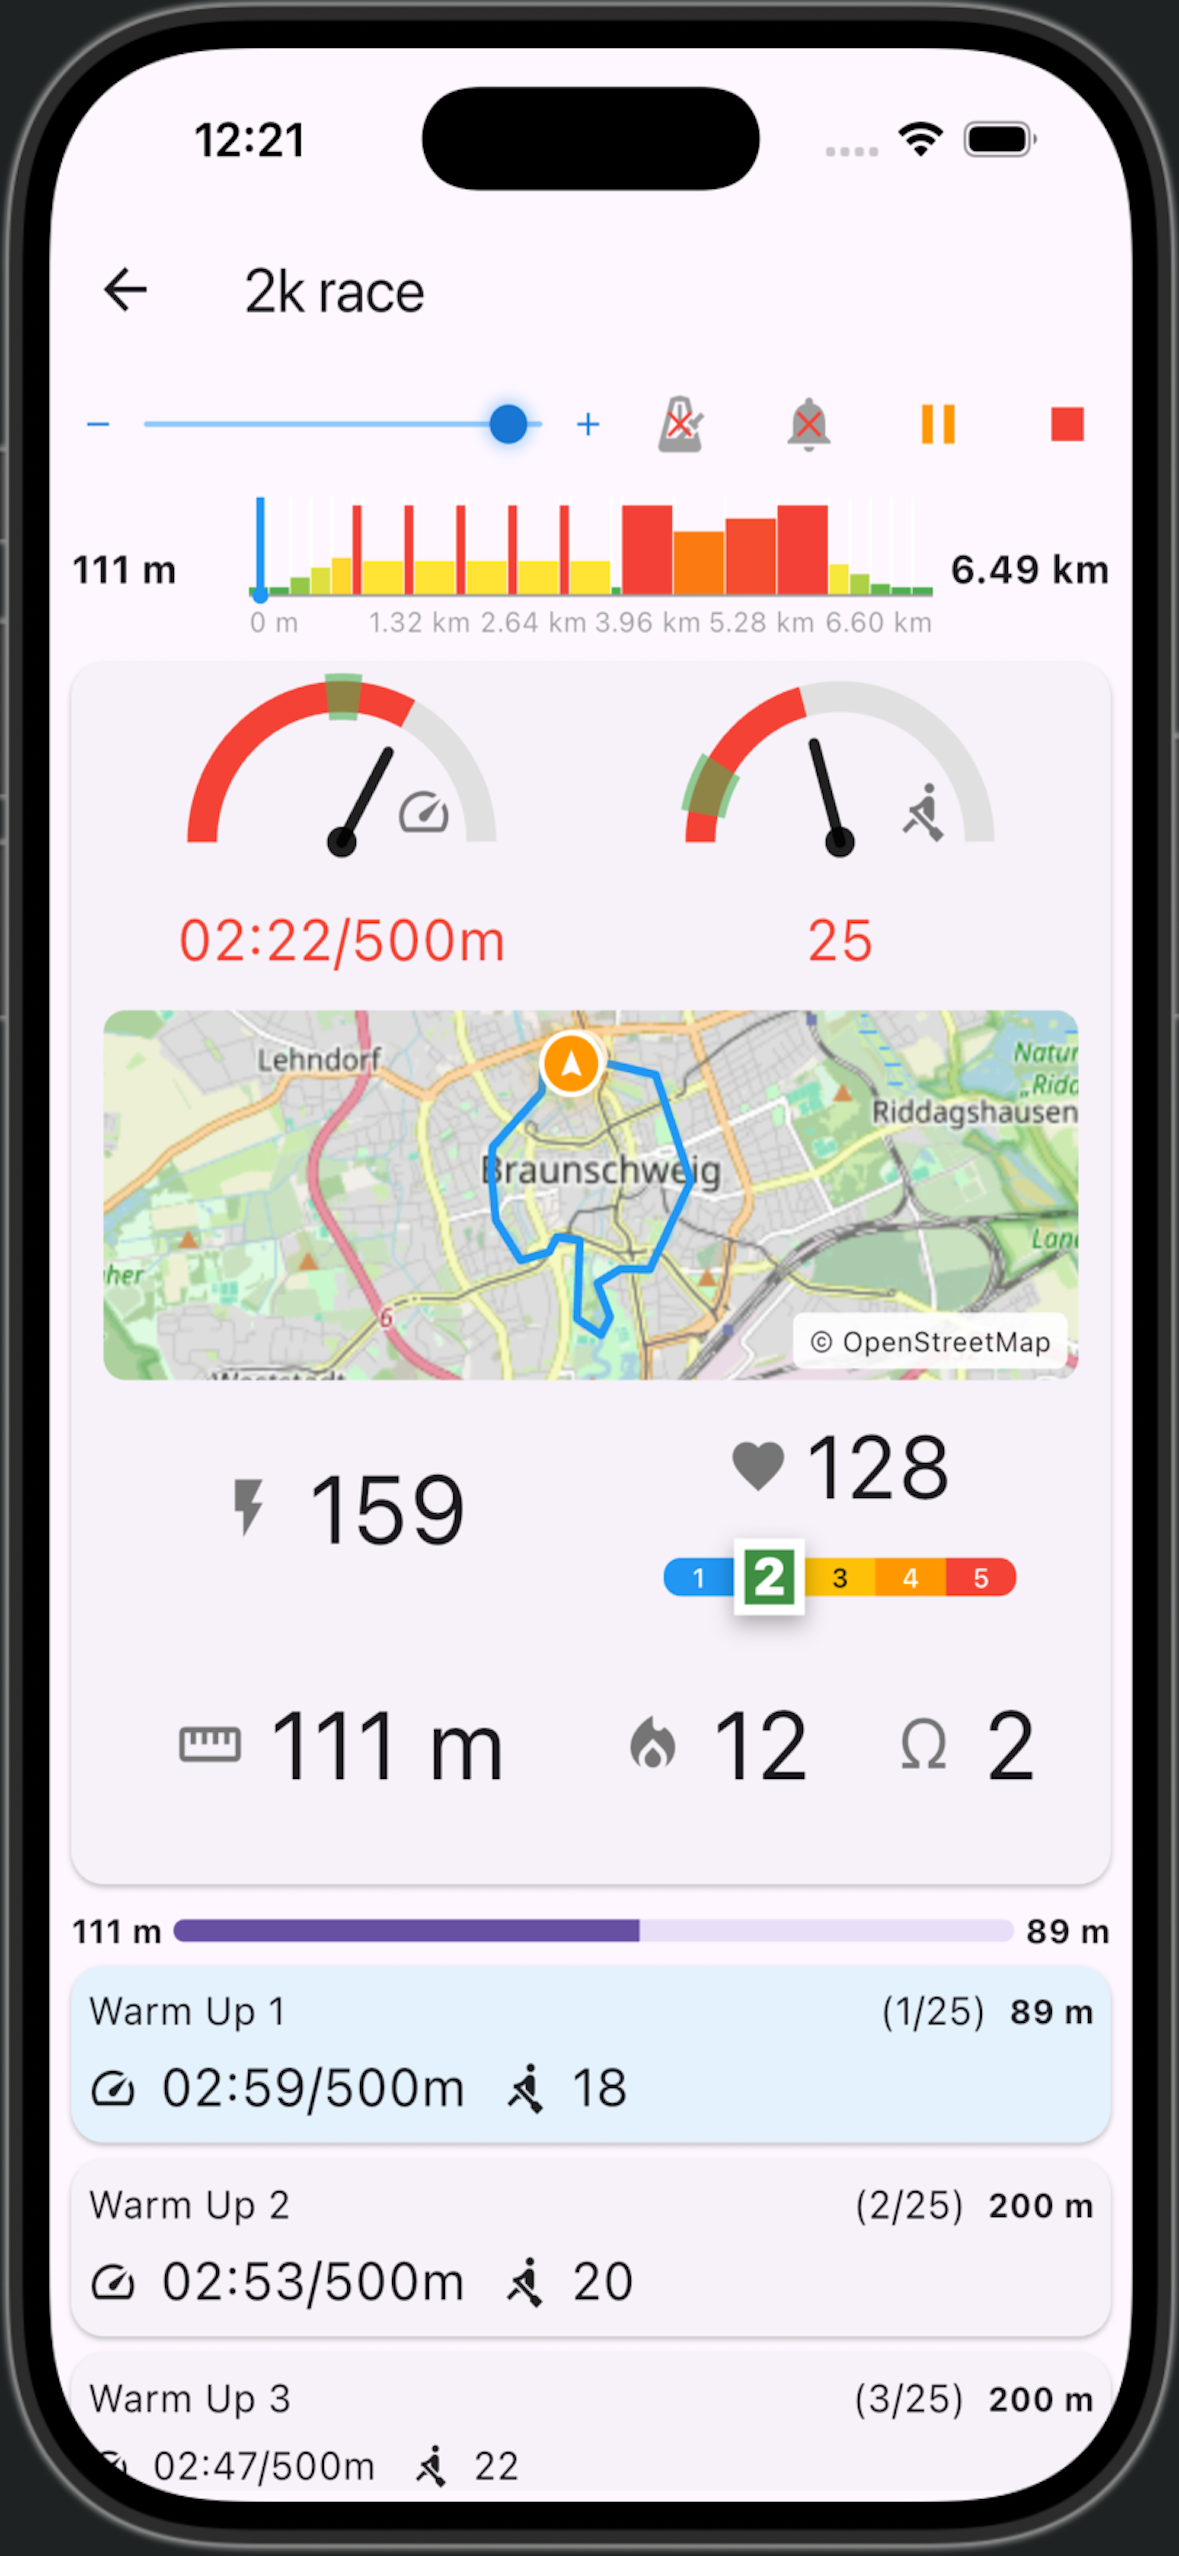 12:21
2k race
111 m
6.49 km
0 m 1.32 km 2.64 km 3.96 km 5.28 km 6.60 km
02:22/500m
25
Lehndorf
Natur
„Ridd
Riddagshausen
Braunschweig
Land
her
6
© OpenStreetMap
Weststadt
159
128
1 2 3 4 5
111 m
12
Ω 2
111 m
89 m
Warm Up 1 (1/25) 89 m
02:59/500m 18
Warm Up 2 (2/25) 200 m
02:53/500m 20
Warm Up 3 (3/25) 200 m
02:47/500m 22